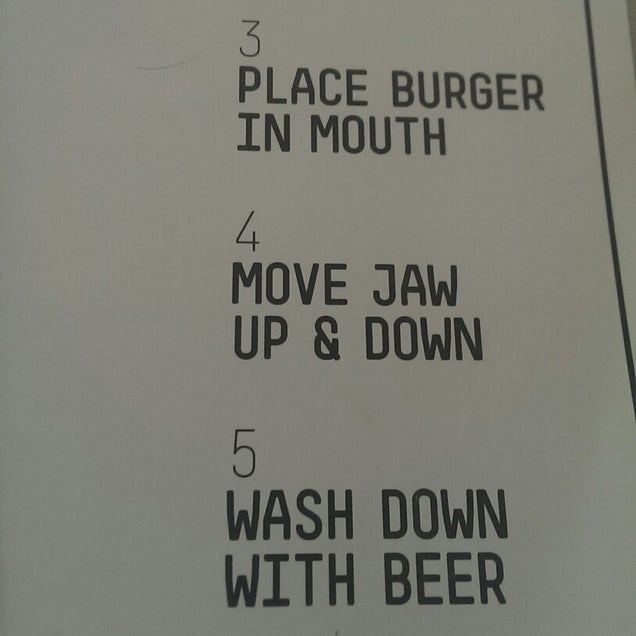 3
PLACE BURGER
IN MOUTH
4
MOVE JAW
UP & DOWN
5
WASH DOWN
WITH BEER